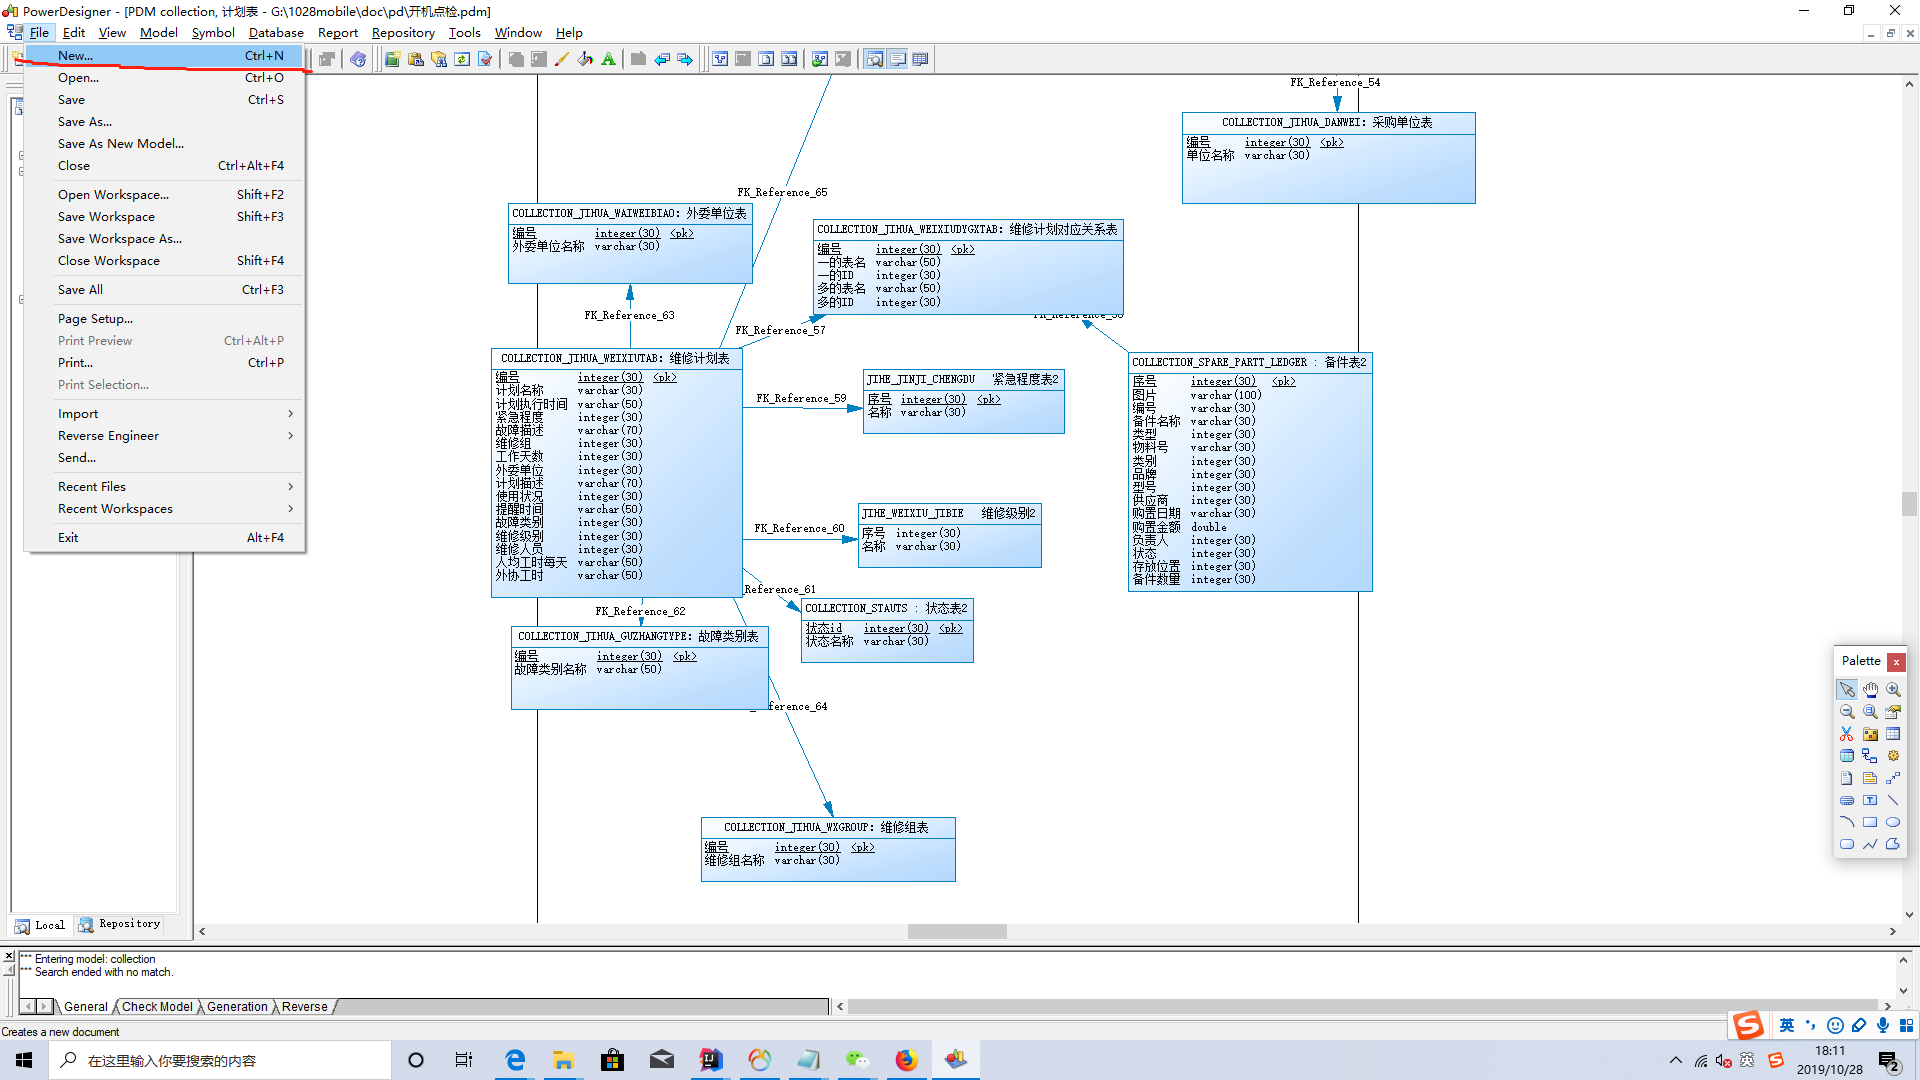 PowerDesigner - [PDM collection, 计划表 - G:\1028mobile\doc\pd\开机点检.pdm]
File Edit View Model Symbol Database Report Repository Tools Window Help
New... Ctrl+N
Open... Ctrl+O
Save Ctrl+S
Save As...
Save As New Model...
Close Ctrl+Alt+F4
Open Workspace... Shift+F2
Save Workspace Shift+F3
Save Workspace As...
Close Workspace Shift+F4
Save All Ctrl+F3
Page Setup...
Print Preview Ctrl+Alt+P
Print... Ctrl+P
Print Selection...
Import
Reverse Engineer
Send...
Recent Files
Recent Workspaces
Exit Alt+F4
FK_Reference_54
COLLECTION_JIHUA_DANWEI: 采购单位表
编号 integer(30) <pk>
单位名称 varchar(30)
FK_Reference_65
COLLECTION_JIHUA_WAIWEIBIAO: 外委单位表
编号 integer(30) <pk>
外委单位名称 varchar(30)
COLLECTION_JIHUA_WEIXIUDYGXTAB: 维修计划对应关系表
编号 integer(30) <pk>
一的表名 varchar(50)
一的ID integer(30)
多的表名 varchar(50)
多的ID integer(30)
FK_Reference_63
FK_Reference_57
COLLECTION_JIHUA_WEIXIUTAB: 维修计划表
编号 integer(30) <pk>
计划名称 varchar(30)
计划执行时间 varchar(50)
紧急程度 integer(30)
故障描述 varchar(70)
维修组 integer(30)
工作天数 integer(30)
外委单位 integer(30)
计划描述 varchar(70)
使用状况 integer(30)
提醒时间 varchar(50)
故障类别 integer(30)
维修级别 integer(30)
维修人员 integer(30)
人均工时每天 varchar(50)
外协工时 varchar(50)
FK_Reference_59
JIHE_JINJI_CHENGDU 紧急程度表2
序号 integer(30) <pk>
名称 varchar(30)
COLLECTION_SPARE_PARTT_LEDGER : 备件表2
序号 integer(30) <pk>
图片 varchar(100)
编号 varchar(30)
备件名称 varchar(30)
类型 integer(30)
物料号 varchar(30)
类别 integer(30)
品牌 integer(30)
型号 integer(30)
供应商 integer(30)
购置日期 varchar(30)
购置金额 double
负责人 integer(30)
状态 integer(30)
存放位置 integer(30)
备件数量 integer(30)
FK_Reference_60
JIHE_WEIXIU_JIBIE 维修级别2
序号 integer(30)
名称 varchar(30)
Reference_61
COLLECTION_STAUTS : 状态表2
状态id integer(30) <pk>
状态名称 varchar(30)
FK_Reference_62
COLLECTION_JIHUA_GUZHANGTYPE: 故障类别表
编号 integer(30) <pk>
故障类别名称 varchar(50)
ference_64
COLLECTION_JIHUA_WXGROUP: 维修组表
编号 integer(30) <pk>
维修组名称 varchar(30)
Palette
Local Repository
*** Entering model: collection
*** Search ended with no match.
General Check Model Generation Reverse
Creates a new document
英
在这里输入你要搜索的内容
英
18:11
2019/10/28
2